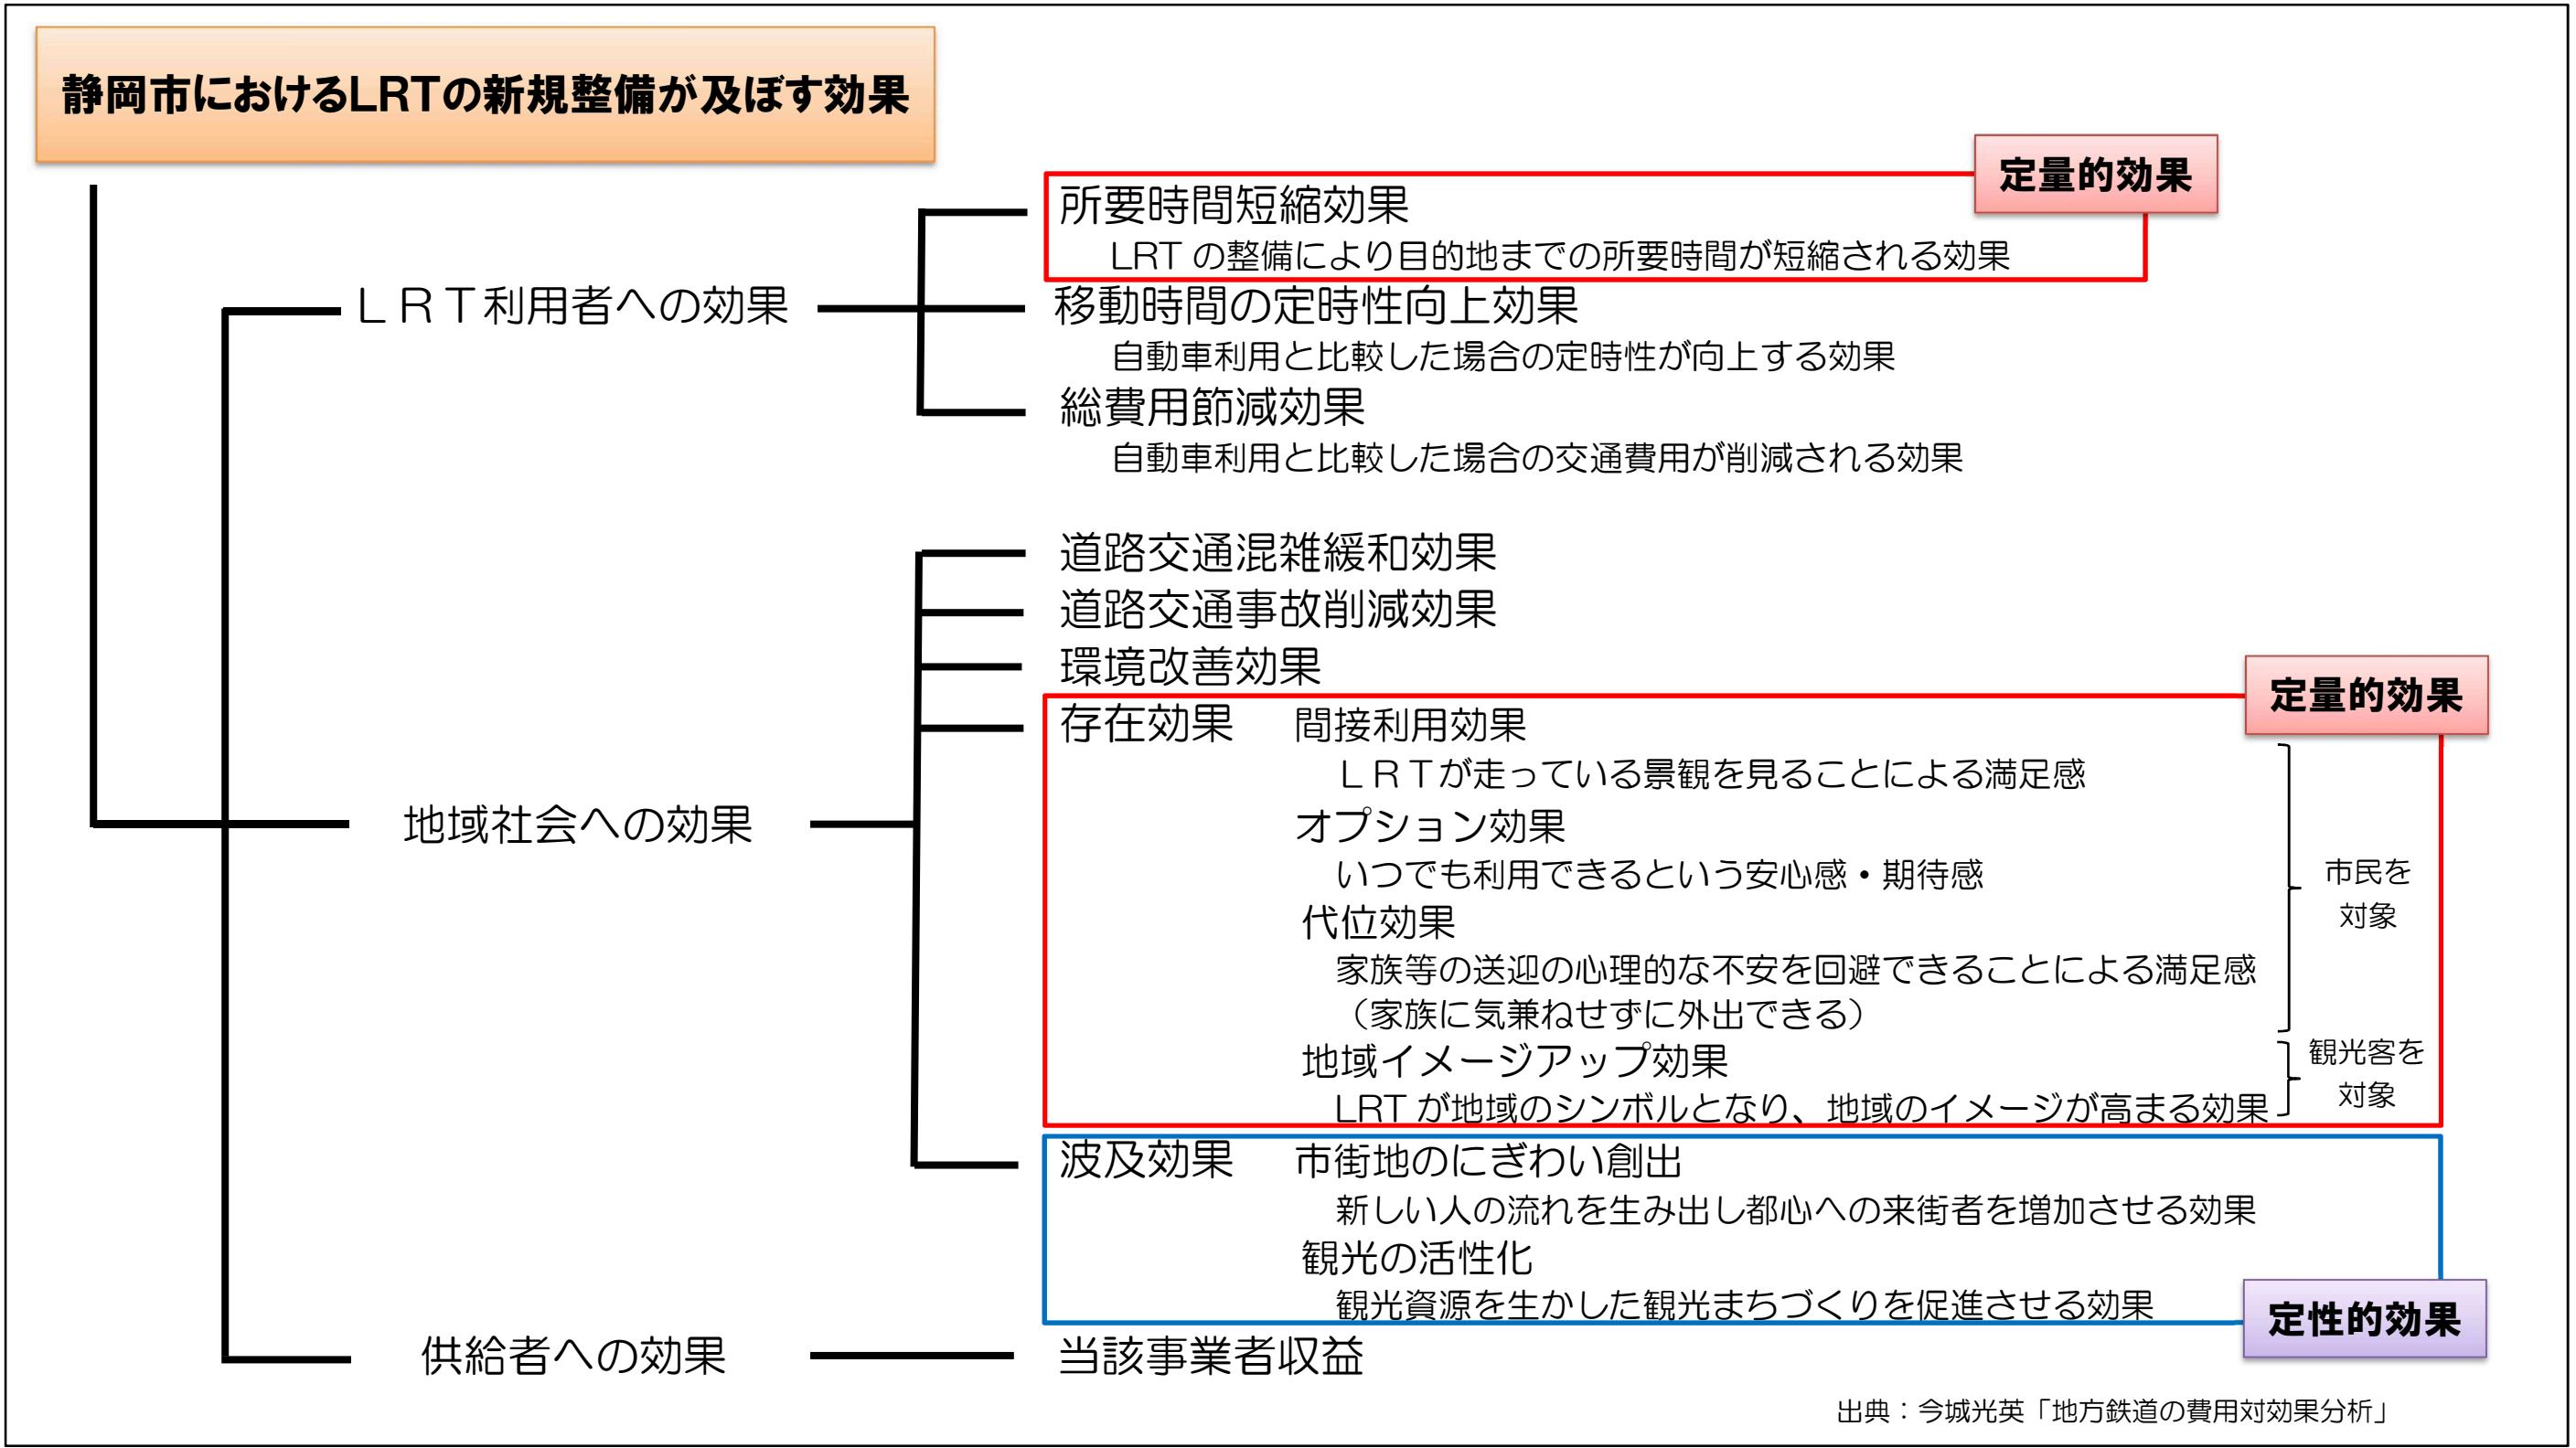 静岡市におけるLRTの新規整備が及ぼす効果
定量的効果
所要時間短縮効果
LRT の整備により目的地までの所要時間が短縮される効果
ＬＲＴ利用者への効果
移動時間の定時性向上効果
自動車利用と比較した場合の定時性が向上する効果
総費用節減効果
自動車利用と比較した場合の交通費用が削減される効果
道路交通混雑緩和効果
道路交通事故削減効果
環境改善効果
定量的効果
存在効果 間接利用効果
ＬＲＴが走っている景観を見ることによる満足感
地域社会への効果
オプション効果
いつでも利用できるという安心感・期待感
代位効果
家族等の送迎の心理的な不安を回避できることによる満足感
（家族に気兼ねせずに外出できる）
市民を
対象
地域イメージアップ効果
LRT が地域のシンボルとなり、地域のイメージが高まる効果
観光客を
対象
波及効果 市街地のにぎわい創出
新しい人の流れを生み出し都心への来街者を増加させる効果
観光の活性化
観光資源を生かした観光まちづくりを促進させる効果
定性的効果
供給者への効果
当該事業者収益
出典：今城光英「地方鉄道の費用対効果分析」